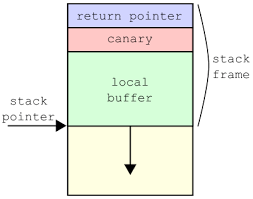 return pointer
canary
local
buffer
stack
frame
stack
pointer